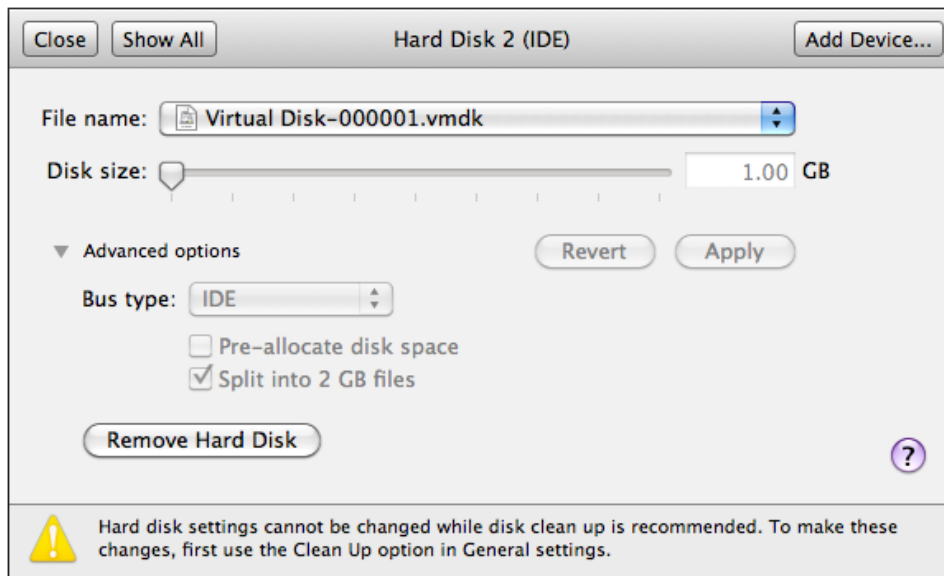 Close Show All Hard Disk 2 (IDE) Add Device...
File name: Virtual Disk-000001.vmdk
Disk size: 1.00 GB
Advanced options Revert Apply
Bus type: IDE
Pre-allocate disk space
Split into 2 GB files
Remove Hard Disk
?
Hard disk settings cannot be changed while disk clean up is recommended. To make these
changes, first use the Clean Up option in General settings.